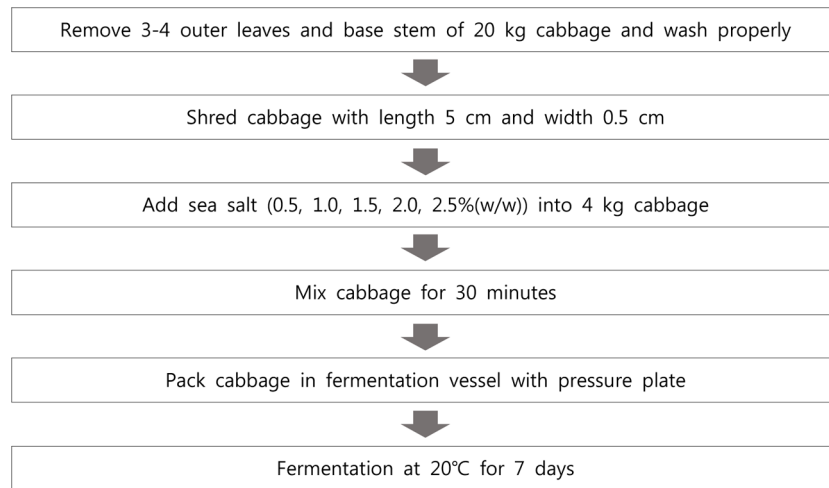 Remove 3-4 outer leaves and base stem of 20 kg cabbage and wash properly
Shred cabbage with length 5 cm and width 0.5 cm
Add sea salt (0.5, 1.0, 1.5, 2.0, 2.5%(w/w)) into 4 kg cabbage
Mix cabbage for 30 minutes
Pack cabbage in fermentation vessel with pressure plate
Fermentation at 20℃ for 7 days